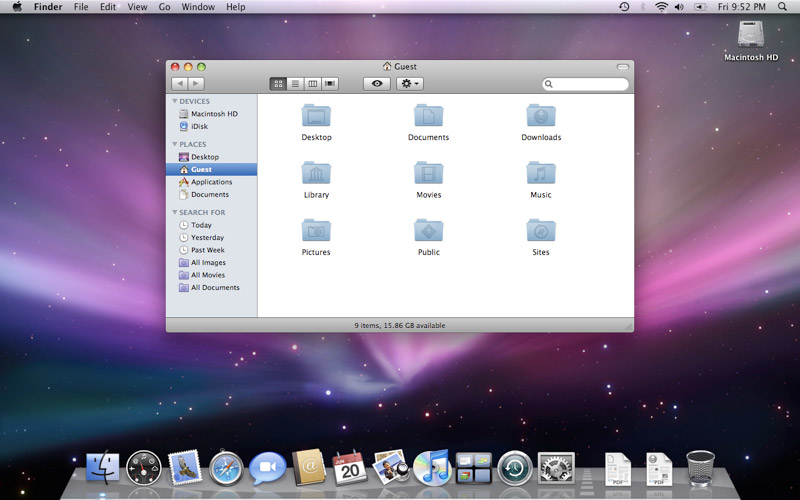 Finder File Edit View Go Window Help Fri 9:52 PM
Macintosh HD
Guest
DEVICES
Macintosh HD
iDisk
PLACES
Desktop
Guest
Applications
Documents
SEARCH FOR
Today
Yesterday
Past Week
All Images
All Movies
All Documents
Desktop Documents Downloads
Library Movies Music
Pictures Public Sites
9 items, 15.86 GB available
JUN
20
PDF PDF